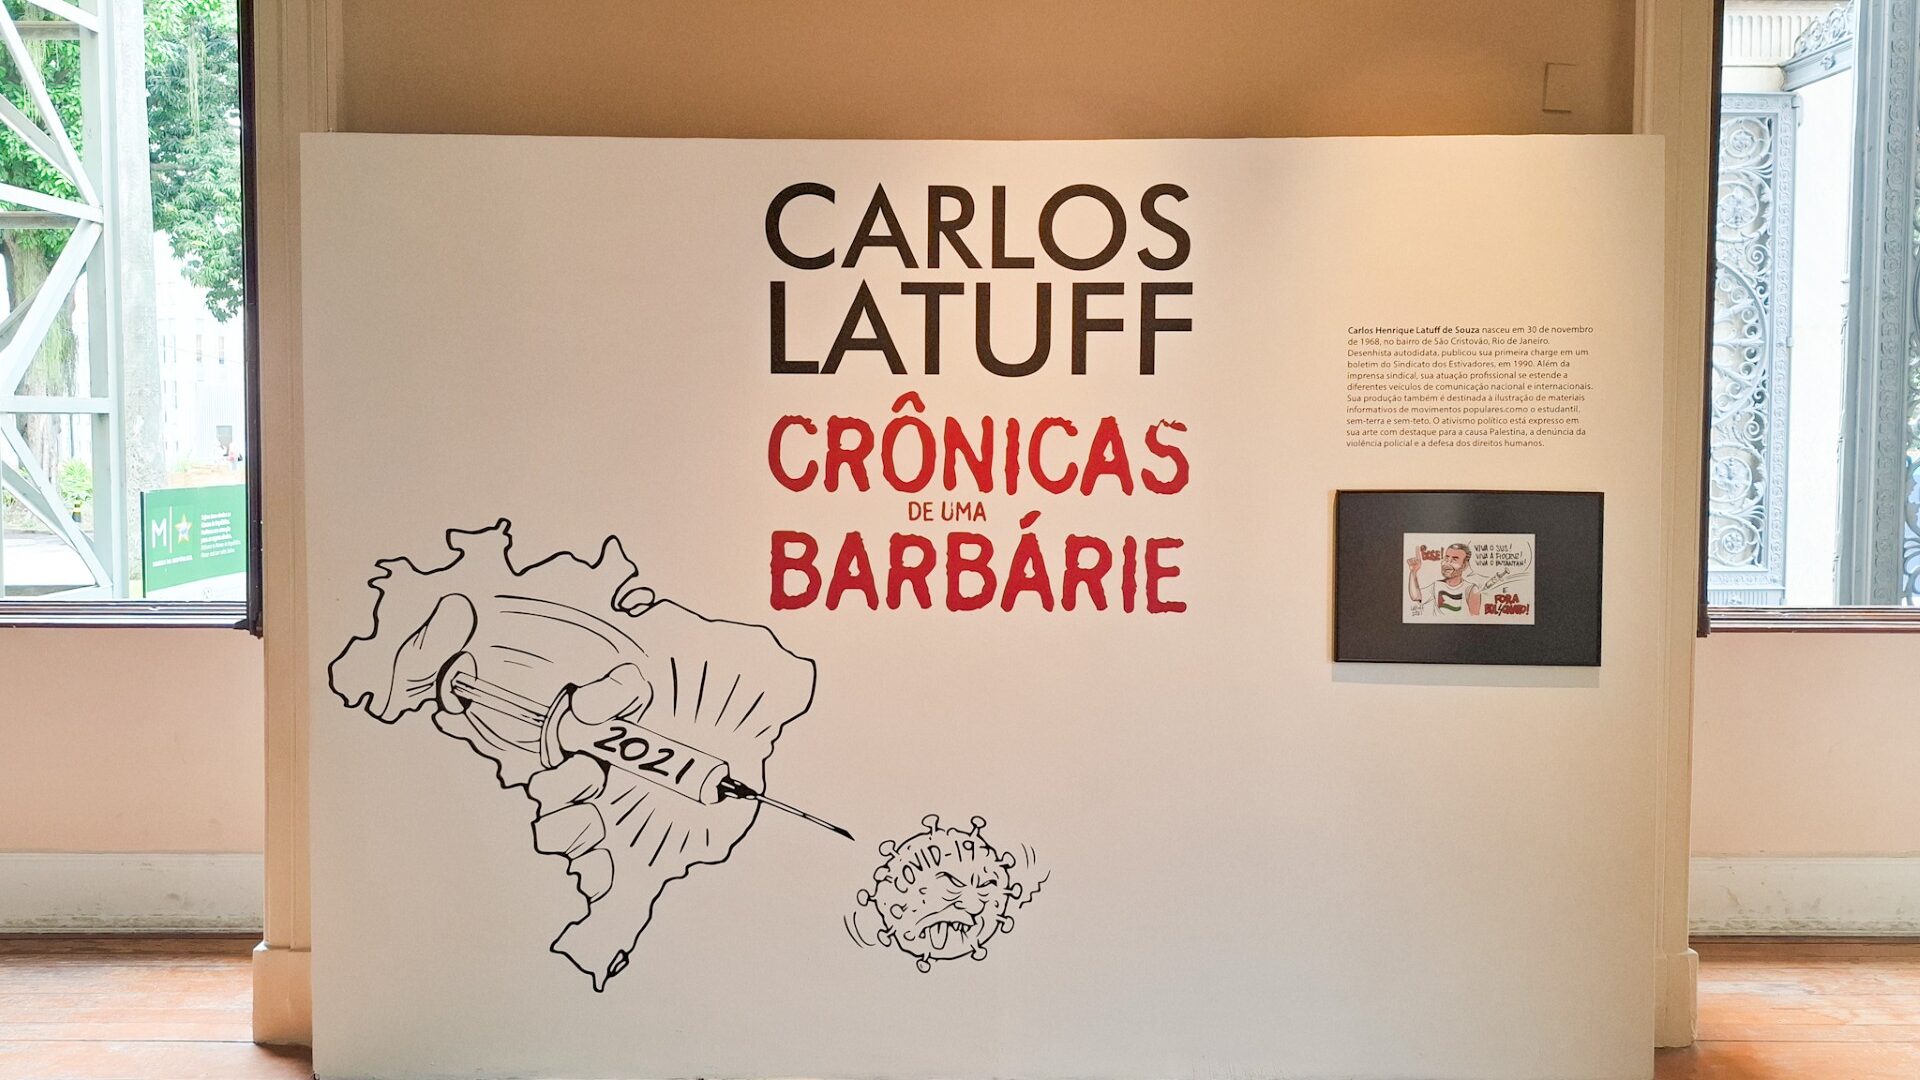 CARLOS
LATUFF
CRÔNICAS
DE UMA
BARBÁRIE
Carlos Henrique Latuff de Souza nasceu em 30 de novembro
de 1968, no bairro de São Cristovão, Rio de Janeiro.
Desenhista autodidata, publicou sua primeira charge em um
boletim do Sindicato dos Estivadores, em 1990. Além da
imprensa sindical, sua atuação profissional se estende a
diferentes veículos de comunicação nacional e internacionais.
Sua produção também é destinada à ilustração de materiais
informativos de movimentos populares como o estudantil,
sem-terra e sem-teto. O ativismo político está expresso em
sua arte com destaque para a causa Palestina, a denúncia da
violência policial e a defesa dos direitos humanos.
DOSE!
VIVA O SUS!
VIVA A FIOCRUZ!
VIVA O BUTANTAN!
E
FORA
BOLSONARO!
LATUFF
2021
2021
COVID-19
M